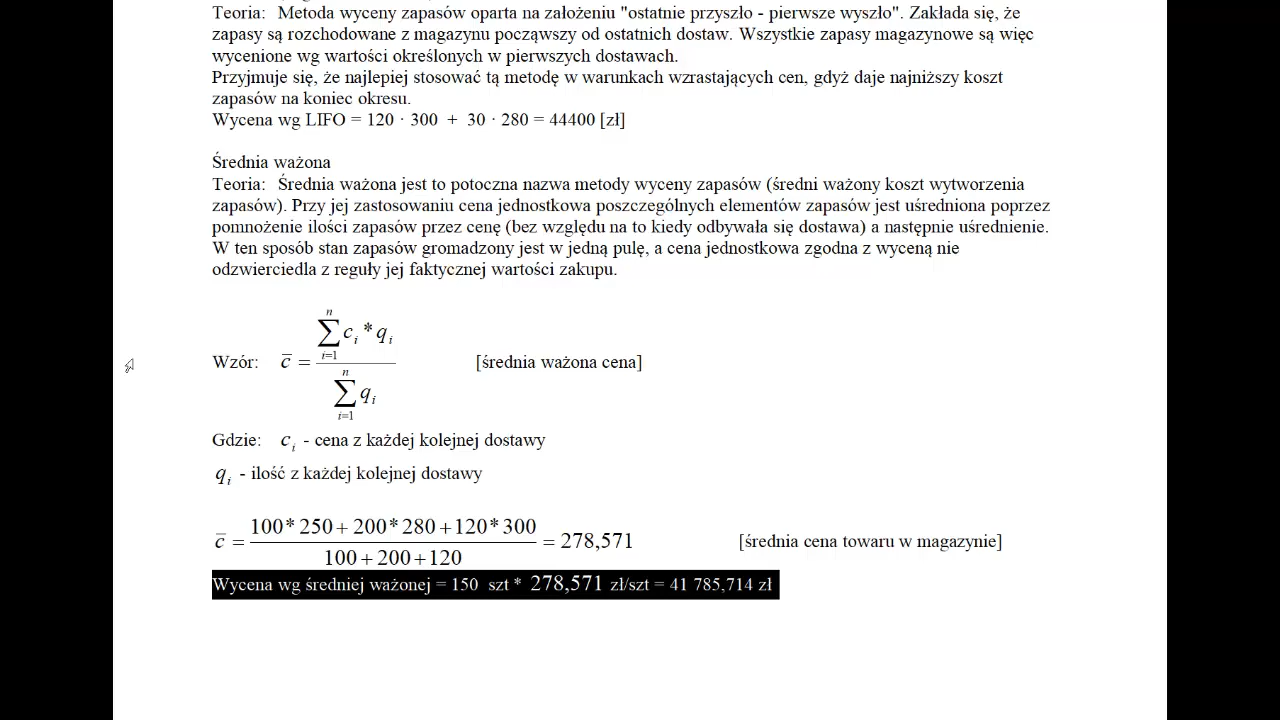 Teoria: Metoda wyceny zapasów oparta na założeniu "ostatnie przyszło - pierwsze wyszło". Zakłada się, że
zapasy są rozchodowane z magazynu począwszy od ostatnich dostaw. Wszystkie zapasy magazynowe są więc
wycenione wg wartości określonych w pierwszych dostawach.
Przyjmuje się, że najlepiej stosować tą metodę w warunkach wzrastających cen, gdyż daje najniższy koszt
zapasów na koniec okresu.
Wycena wg LIFO = 120 · 300 + 30 · 280 = 44400 [zł]
Średnia ważona
Teoria: Średnia ważona jest to potoczna nazwa metody wyceny zapasów (średni ważony koszt wytworzenia
zapasów). Przy jej zastosowaniu cena jednostkowa poszczególnych elementów zapasów jest uśredniona poprzez
pomnożenie ilości zapasów przez cenę (bez względu na to kiedy odbywała się dostawa) a następnie uśrednienie.
W ten sposób stan zapasów gromadzony jest w jedną pulę, a cena jednostkowa zgodna z wyceną nie
odzwierciedla z reguły jej faktycznej wartości zakupu.
n
∑ c i * q i
i=1
Wzór: c̅ = [średnia ważona cena]
n
∑ q i
i=1
Gdzie: c i - cena z każdej kolejnej dostawy
q i - ilość z każdej kolejnej dostawy
100*250+200*280+120*300
c̅ = = 278,571 [średnia cena towaru w magazynie]
100+200+120
Wycena wg średniej ważonej = 150 szt * 278,571 zł/szt = 41 785,714 zł